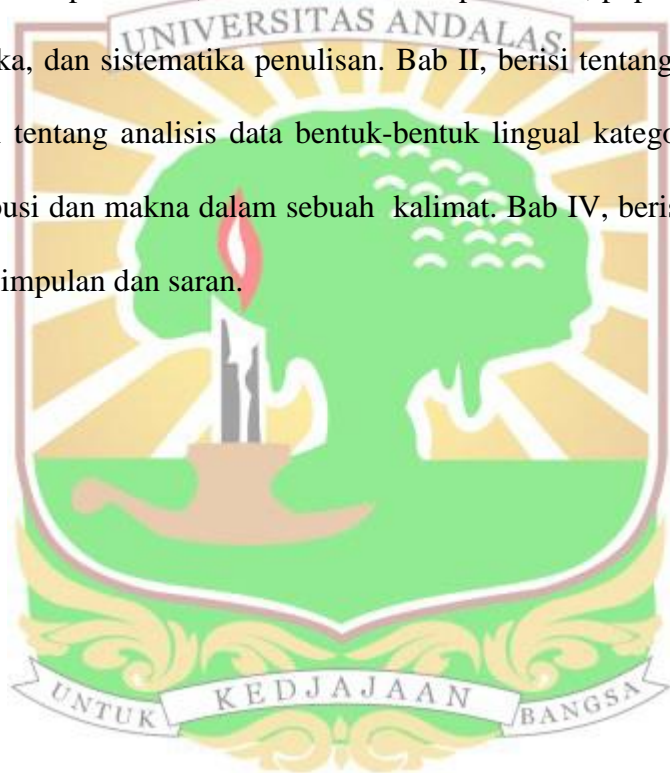 UNIVERSITAS ANDALAS
ka, dan sistematika penulisan. Bab II, berisi tentang
tentang analisis data bentuk-bentuk lingual katego
busi dan makna dalam sebuah kalimat. Bab IV, beris
impulan dan saran.
UNTUK KEDJAJAAN BANGSA